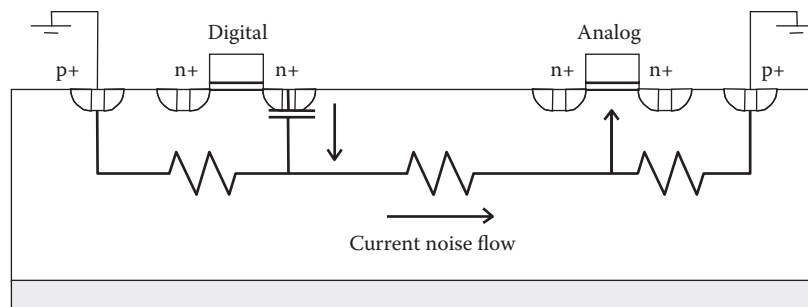 Digital
Analog
p+
n+
n+
n+
n+
p+
Current noise flow